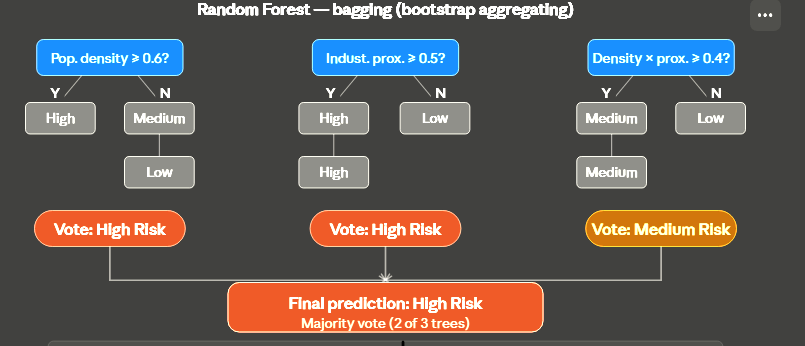 Random Forest — bagging (bootstrap aggregating)
Pop. density ≥ 0.6?
Indust. prox. ≥ 0.5?
Density × prox. ≥ 0.4?
Y N
Y N
Y N
High Medium
High Low
Medium Low
Low
High
Medium
Vote: High Risk
Vote: High Risk
Vote: Medium Risk
Final prediction: High Risk
Majority vote (2 of 3 trees)